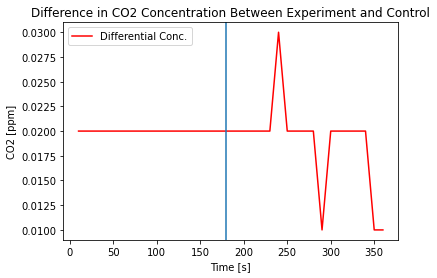 Difference in CO2 Concentration Between Experiment and Control
Differential Conc.
CO2 [ppm]
0.0300
0.0275
0.0250
0.0225
0.0200
0.0175
0.0150
0.0125
0.0100
0 50 100 150 200 250 300 350
Time [s]